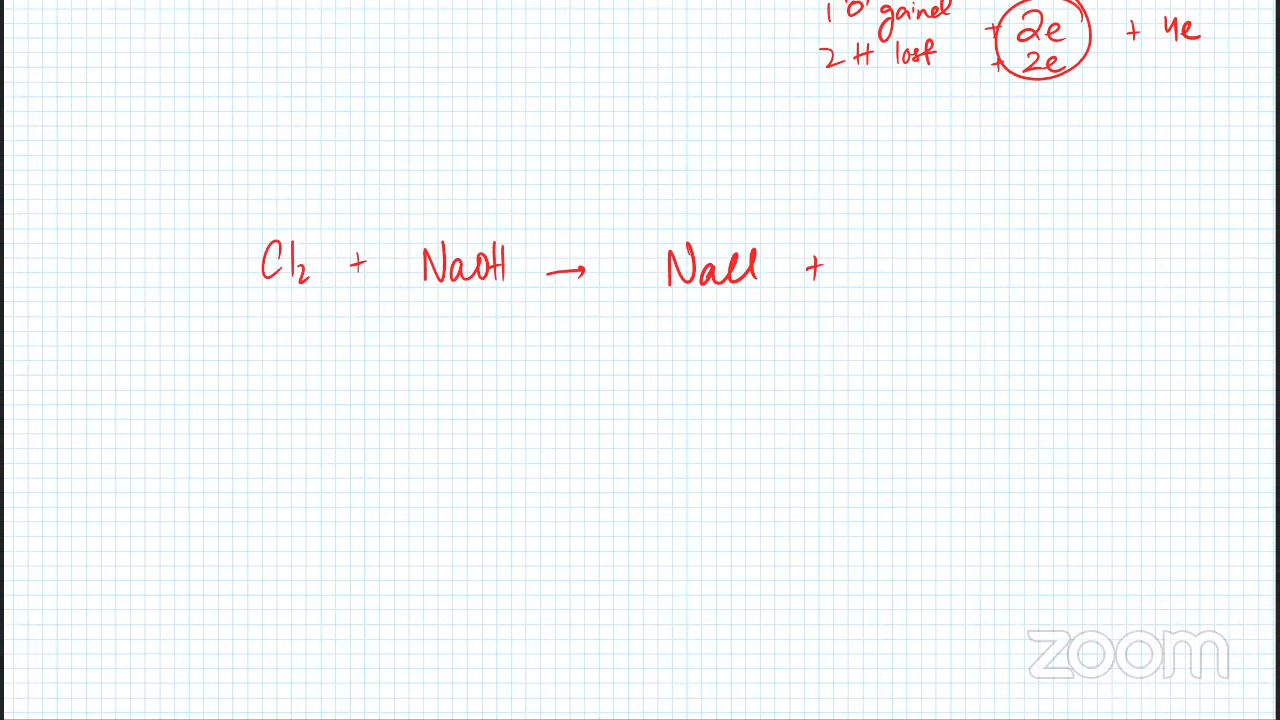 1 'O' gained + 2e + 4e
2 H lost + 2e
Cl₂ + NaOH → NaCl +
zoom